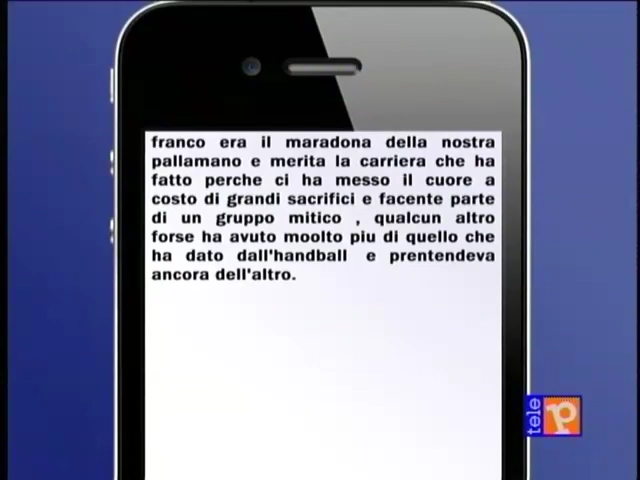 franco era il maradona della nostra
pallamano e merita la carriera che ha
fatto perche ci ha messo il cuore a
costo di grandi sacrifici e facente parte
di un gruppo mitico , qualcun altro
forse ha avuto moolto piu di quello che
ha dato dall'handball e prentendeva
ancora dell'altro.
tele p